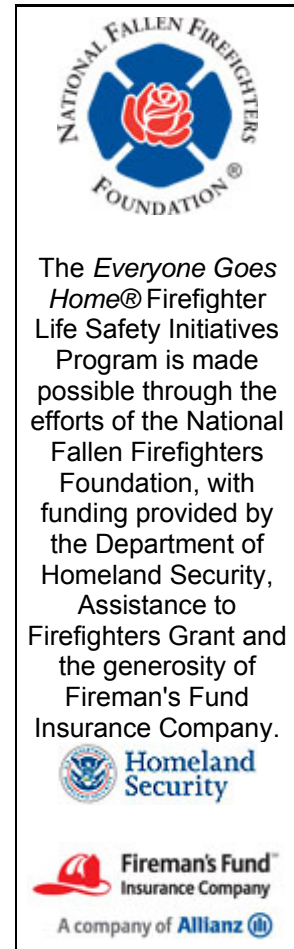 NATIONAL FALLEN FIREFIGHTERS
FOUNDATION®
The Everyone Goes
Home® Firefighter
Life Safety Initiatives
Program is made
possible through the
efforts of the National
Fallen Firefighters
Foundation, with
funding provided by
the Department of
Homeland Security,
Assistance to
Firefighters Grant and
the generosity of
Fireman's Fund
Insurance Company.
Homeland
Security
Fireman's Fund™
Insurance Company
A company of Allianz